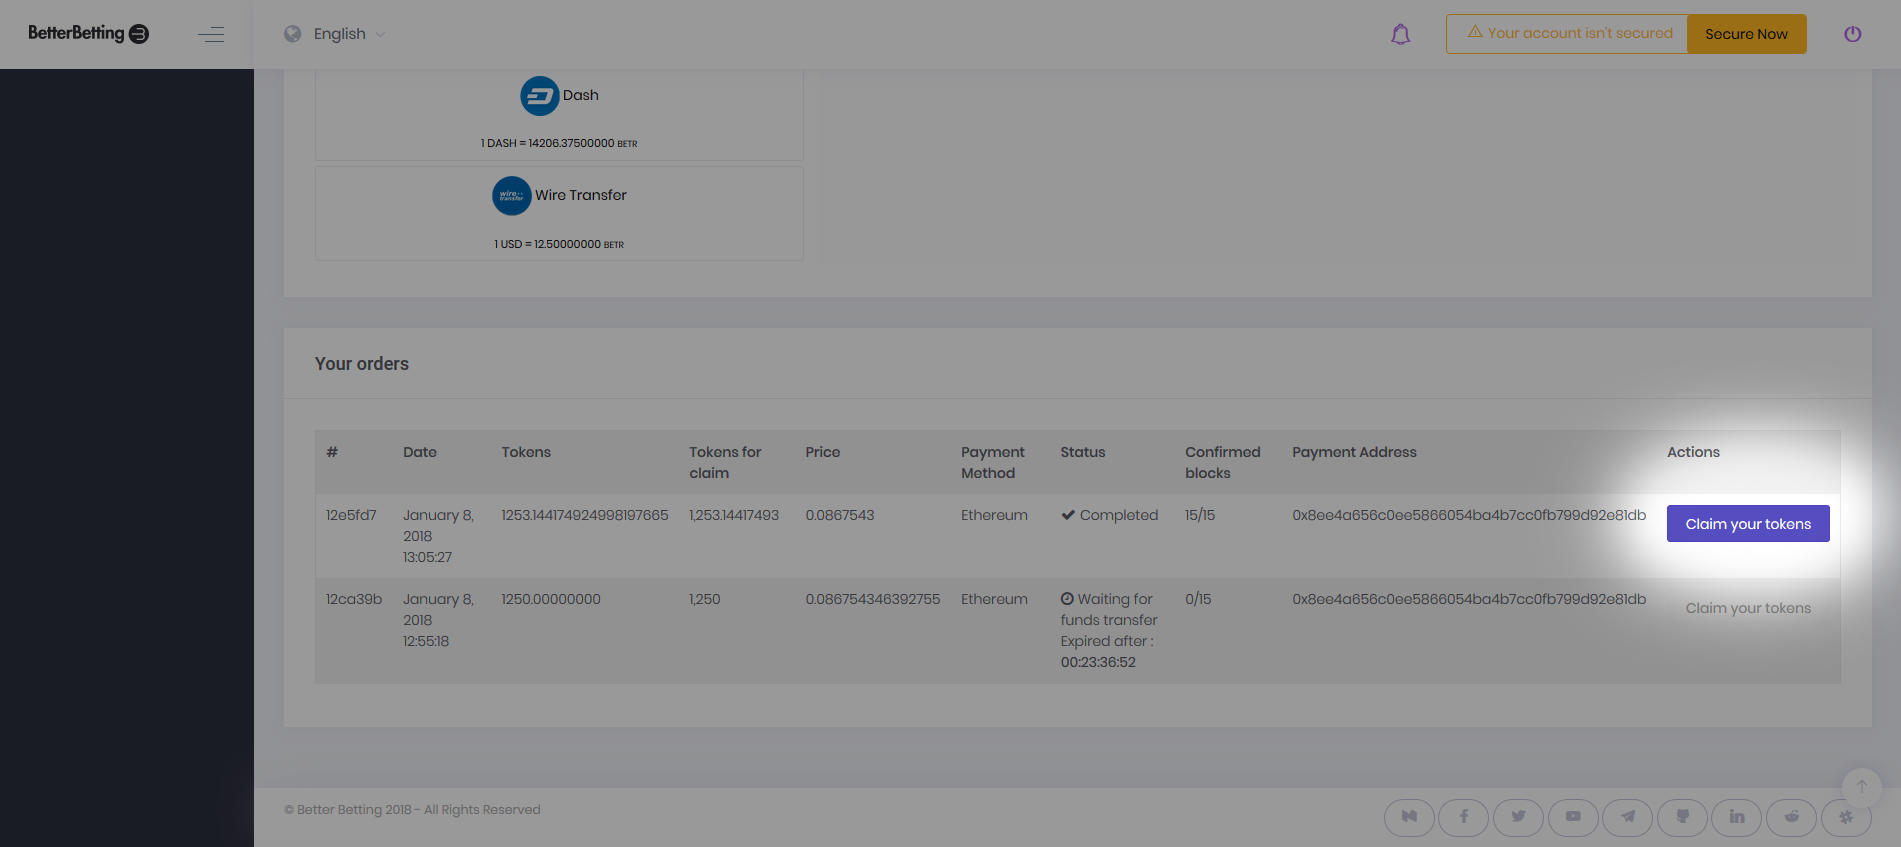 BetterBetting
English
Your account isn't secured
Secure Now
Dash
1 DASH = 14206.37500000 BETR
wire transfer
Wire Transfer
1 USD = 12.50000000 BETR
Your orders
# Date Tokens Tokens for claim Price Payment Method Status Confirmed blocks Payment Address Actions
12e5fd7 January 8, 2018 13:05:27 1253.144174924998197665 1,253.14417493 0.0867543 Ethereum Completed 15/15 0x8ee4a656c0ee5866054ba4b7cc0fb799d92e81db Claim your tokens
12ca39b January 8, 2018 12:55:18 1250.00000000 1,250 0.086754346392755 Ethereum Waiting for funds transfer Expired after : 00:23:36:52 0/15 0x8ee4a656c0ee5866054ba4b7cc0fb799d92e81db Claim your tokens
© Better Betting 2018 - All Rights Reserved